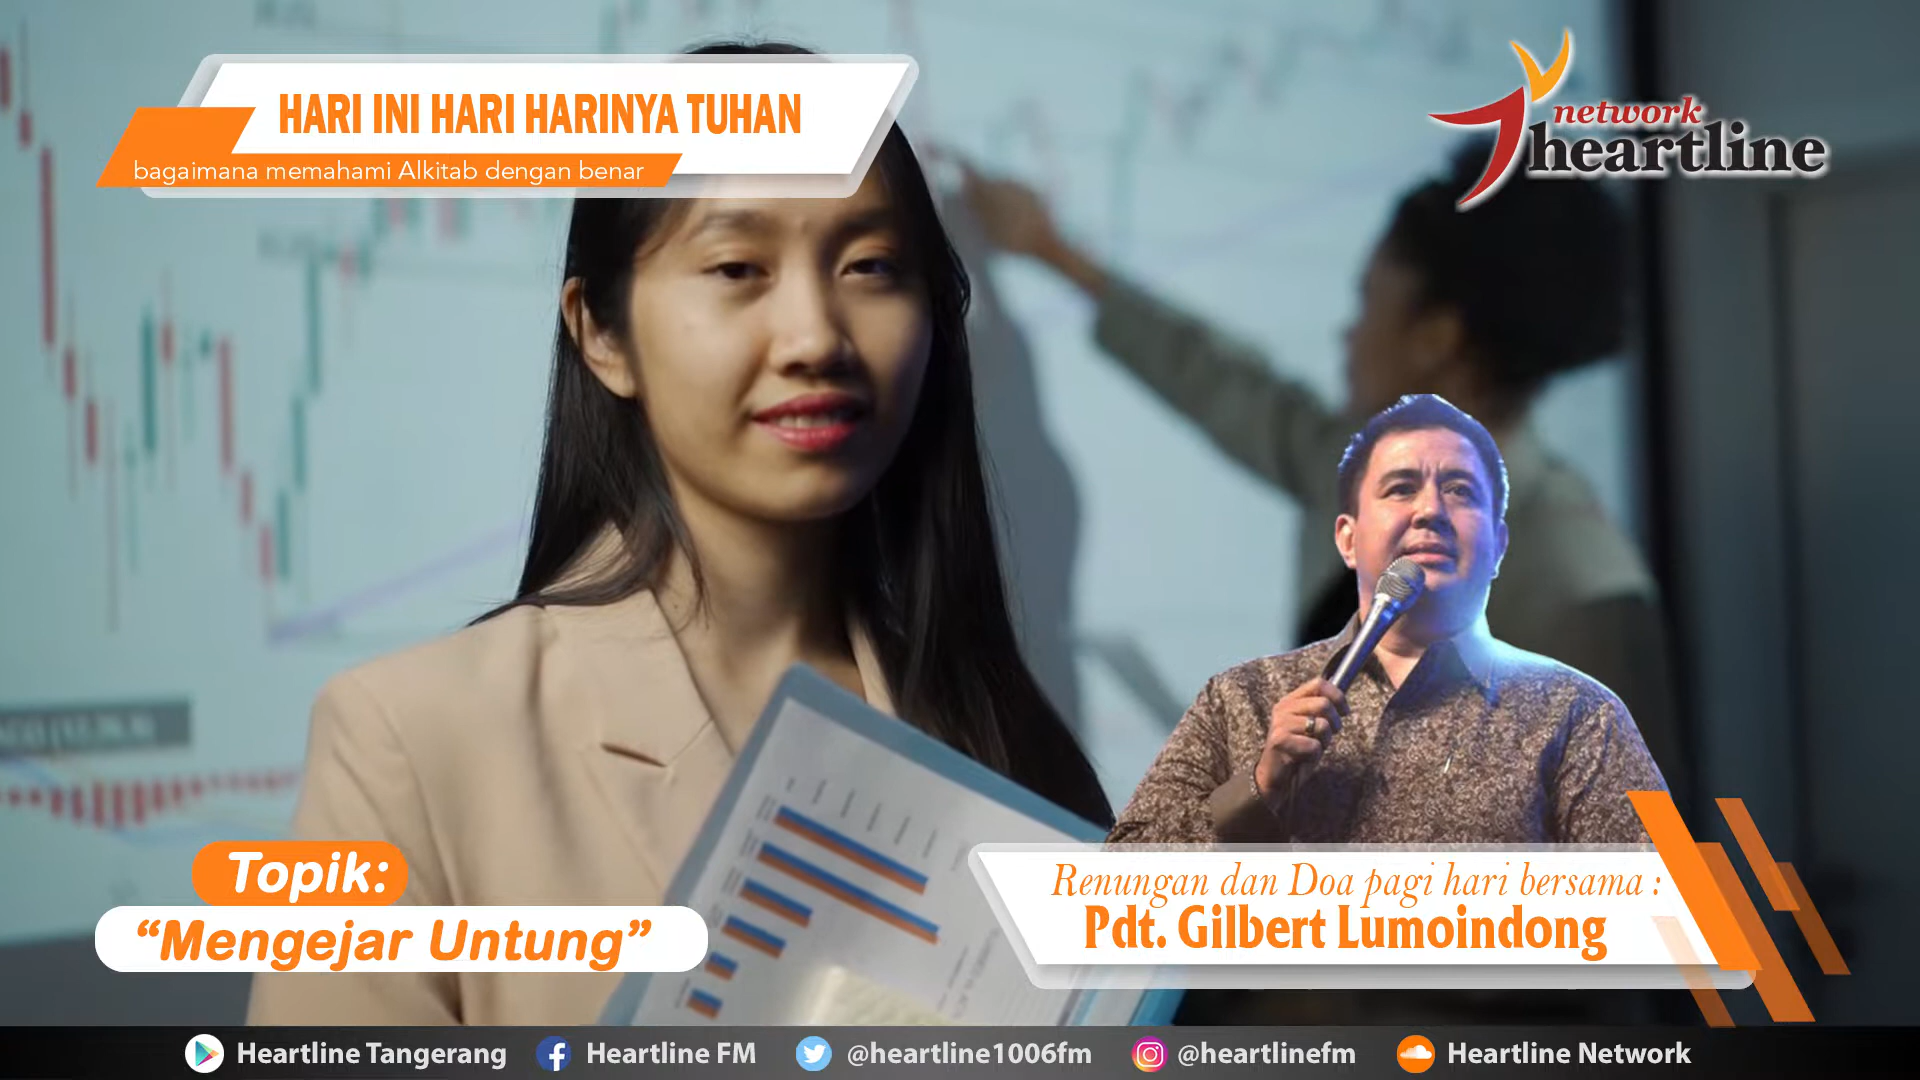 HARI INI HARI HARINYA TUHAN
bagaimana memahami Alkitab dengan benar
network
heartline
Topik:
“Mengejar Untung”
Renungan dan Doa pagi hari bersama :
Pdt. Gilbert Lumoindong
Heartline Tangerang
Heartline FM
@heartline1006fm
@heartlinefm
Heartline Network